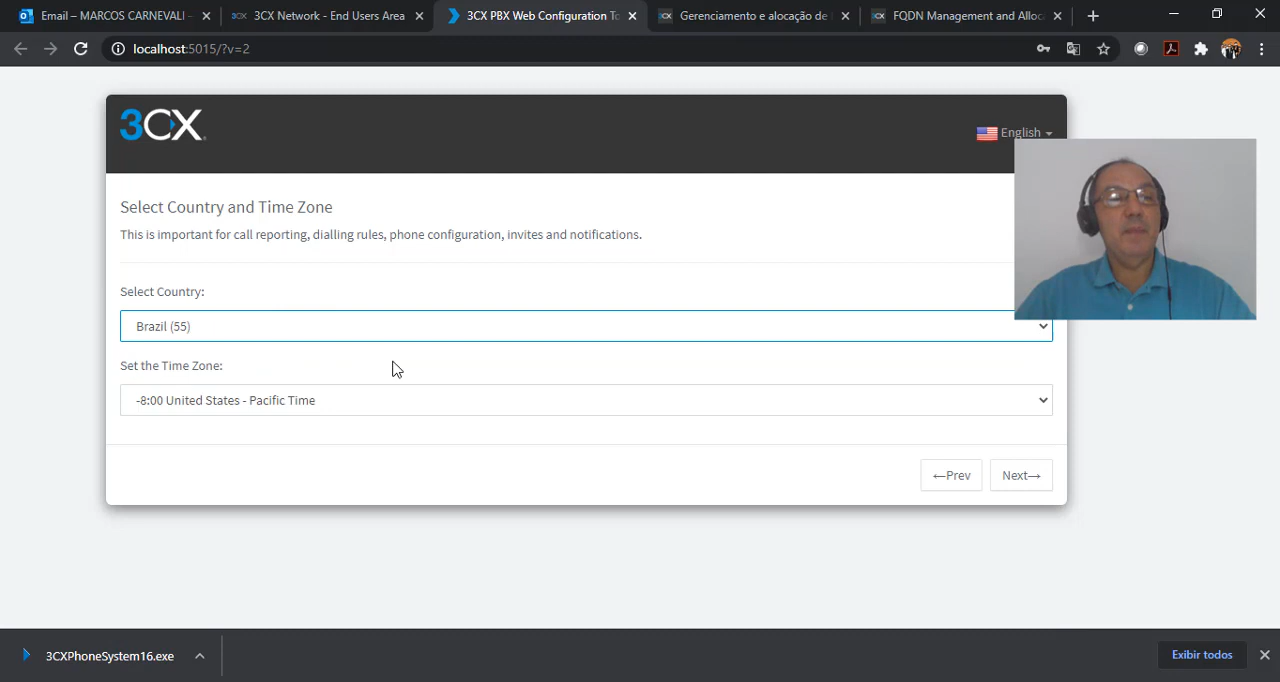 Email – MARCOS CARNEVALI –
3CX Network - End Users Area
3CX PBX Web Configuration To
Gerenciamento e alocação de
FQDN Management and Alloc
localhost:5015/?v=2
3CX
English
Select Country and Time Zone
This is important for call reporting, dialling rules, phone configuration, invites and notifications.
Select Country:
Brazil (55)
Set the Time Zone:
-8:00 United States - Pacific Time
←Prev
Next→
3CXPhoneSystem16.exe
Exibir todos